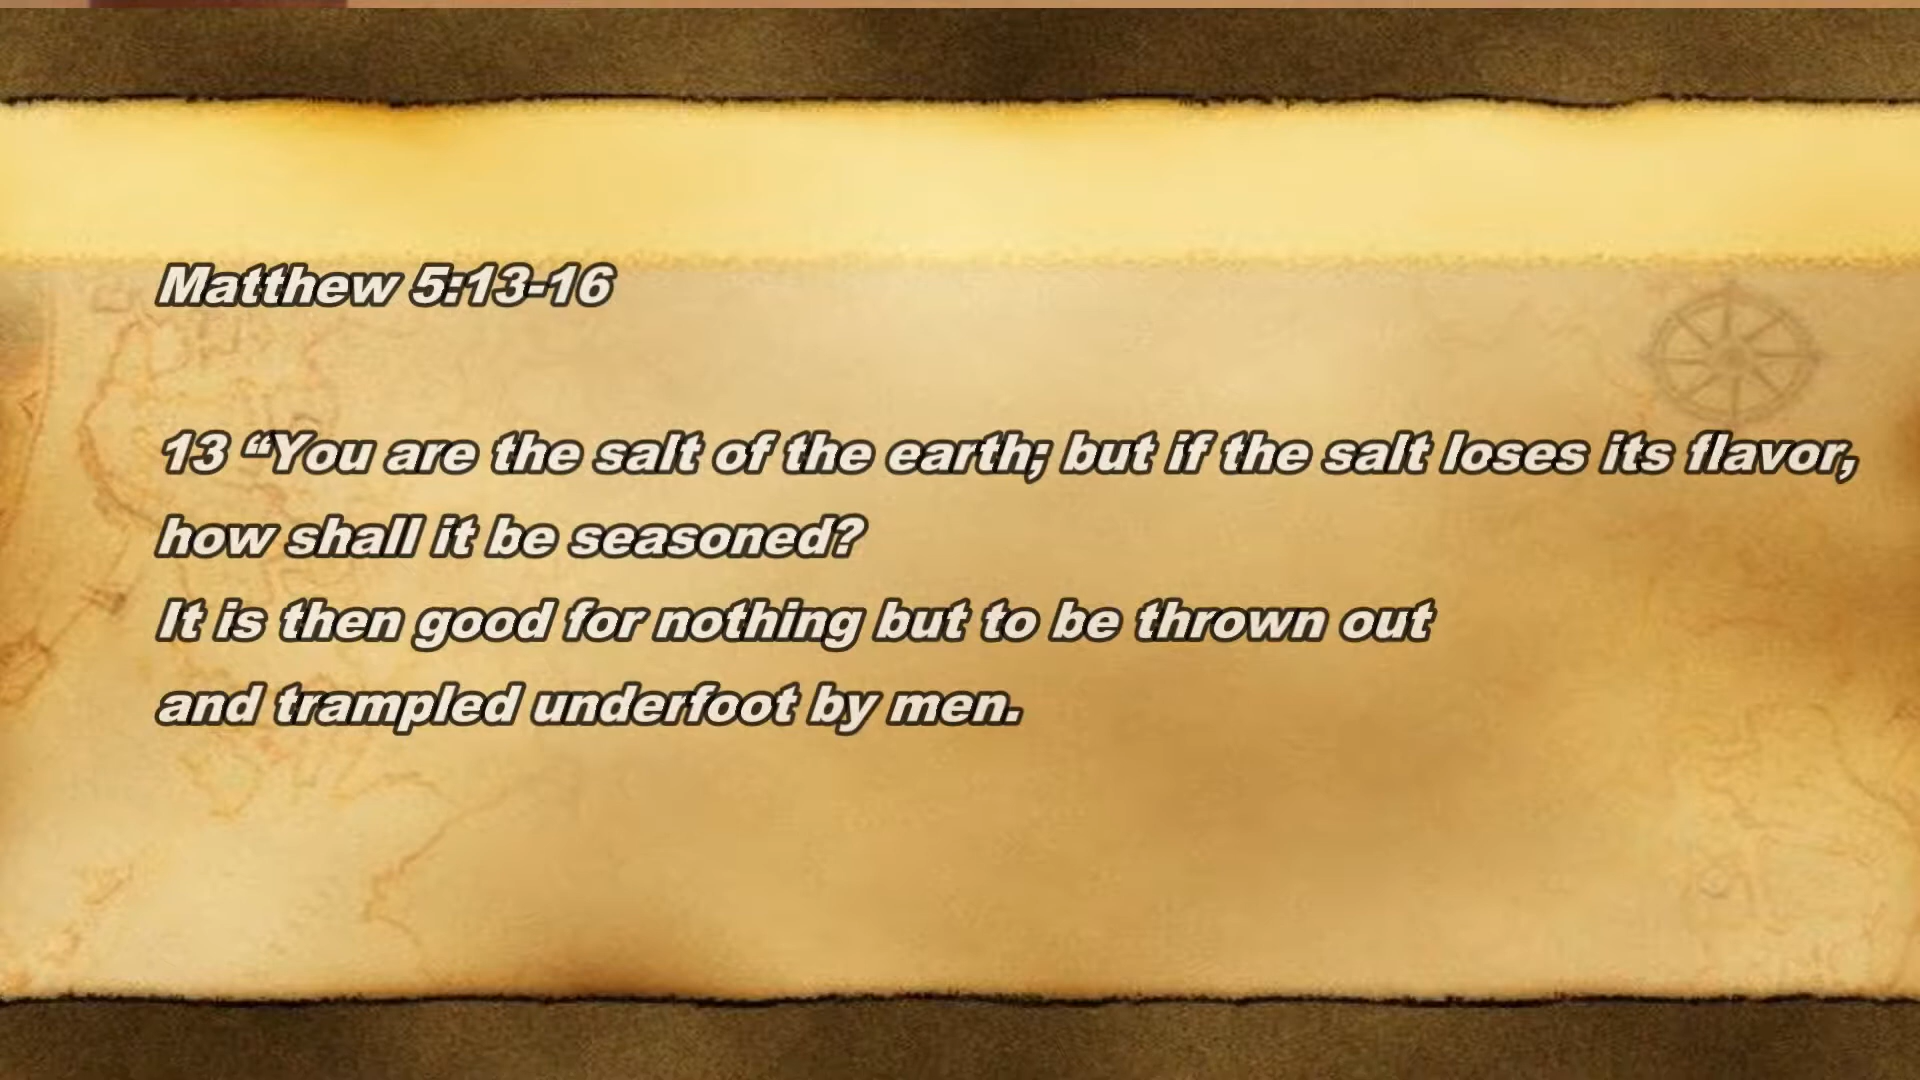 Matthew 5:13-16
13 “You are the salt of the earth; but if the salt loses its flavor,
how shall it be seasoned?
It is then good for nothing but to be thrown out
and trampled underfoot by men.